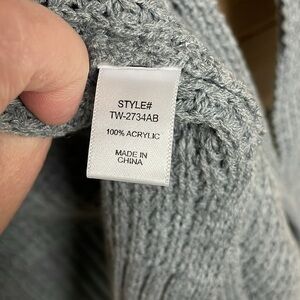 STYLE#
TW-2734AB
100% ACRYLIC
MADE IN
CHINA